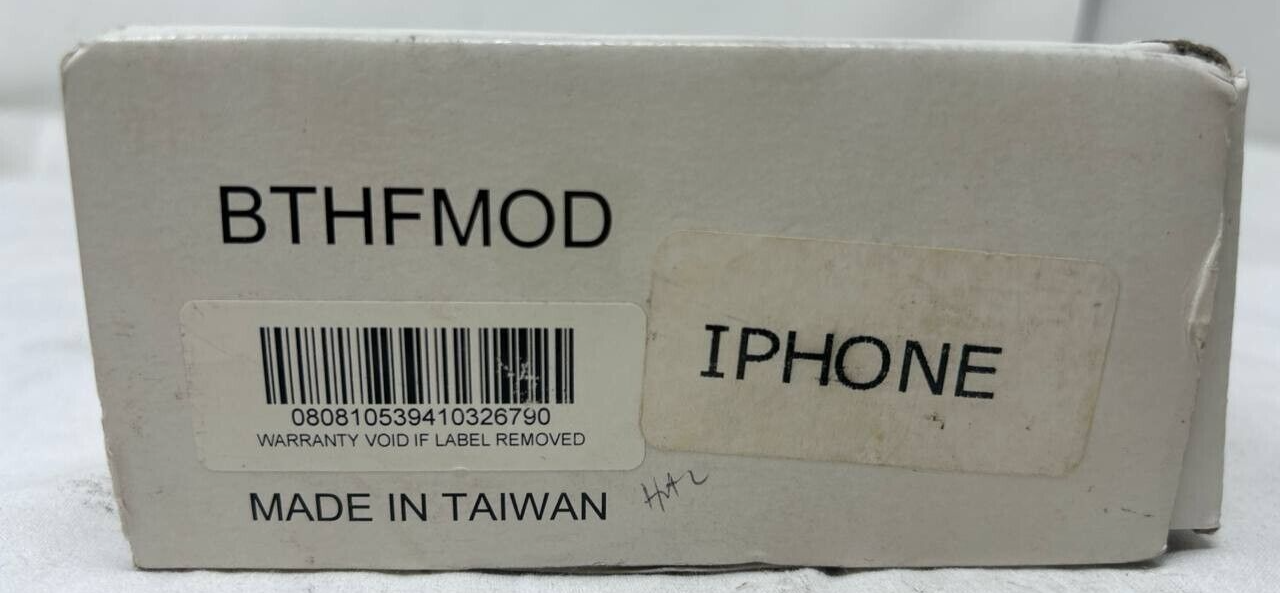 BTHFMOD
IPHONE
080810539410326790
WARRANTY VOID IF LABEL REMOVED
MADE IN TAIWAN